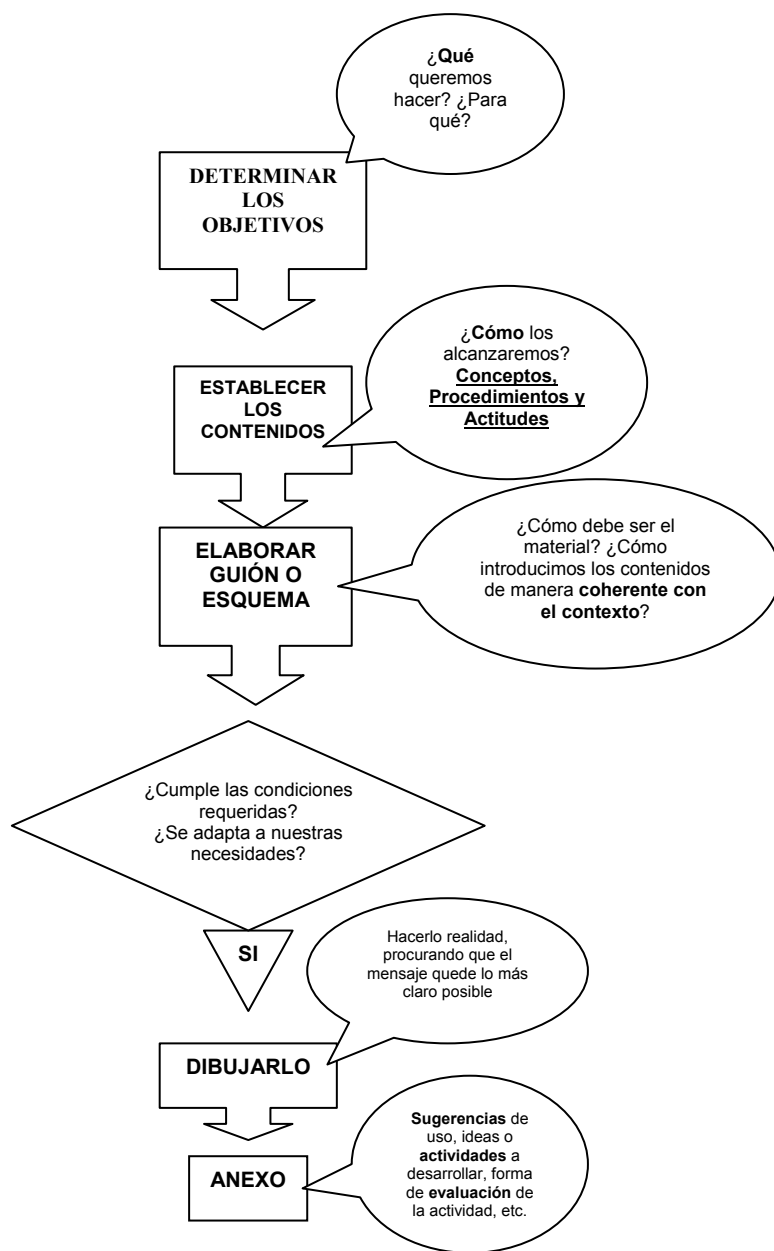 ¿Qué
queremos
hacer? ¿Para
qué?
DETERMINAR
LOS
OBJETIVOS
¿Cómo los
alcanzaremos?
Conceptos,
Procedimientos y
Actitudes
ESTABLECER
LOS
CONTENIDOS
¿Cómo debe ser el
material? ¿Cómo
introducimos los contenidos
de manera coherente con
el contexto?
ELABORAR
GUIÓN O
ESQUEMA
¿Cumple las condiciones
requeridas?
¿Se adapta a nuestras
necesidades?
SI
Hacerlo realidad,
procurando que el
mensaje quede lo más
claro posible
DIBUJARLO
Sugerencias de
uso, ideas o
actividades a
desarrollar, forma
de evaluación de
la actividad, etc.
ANEXO